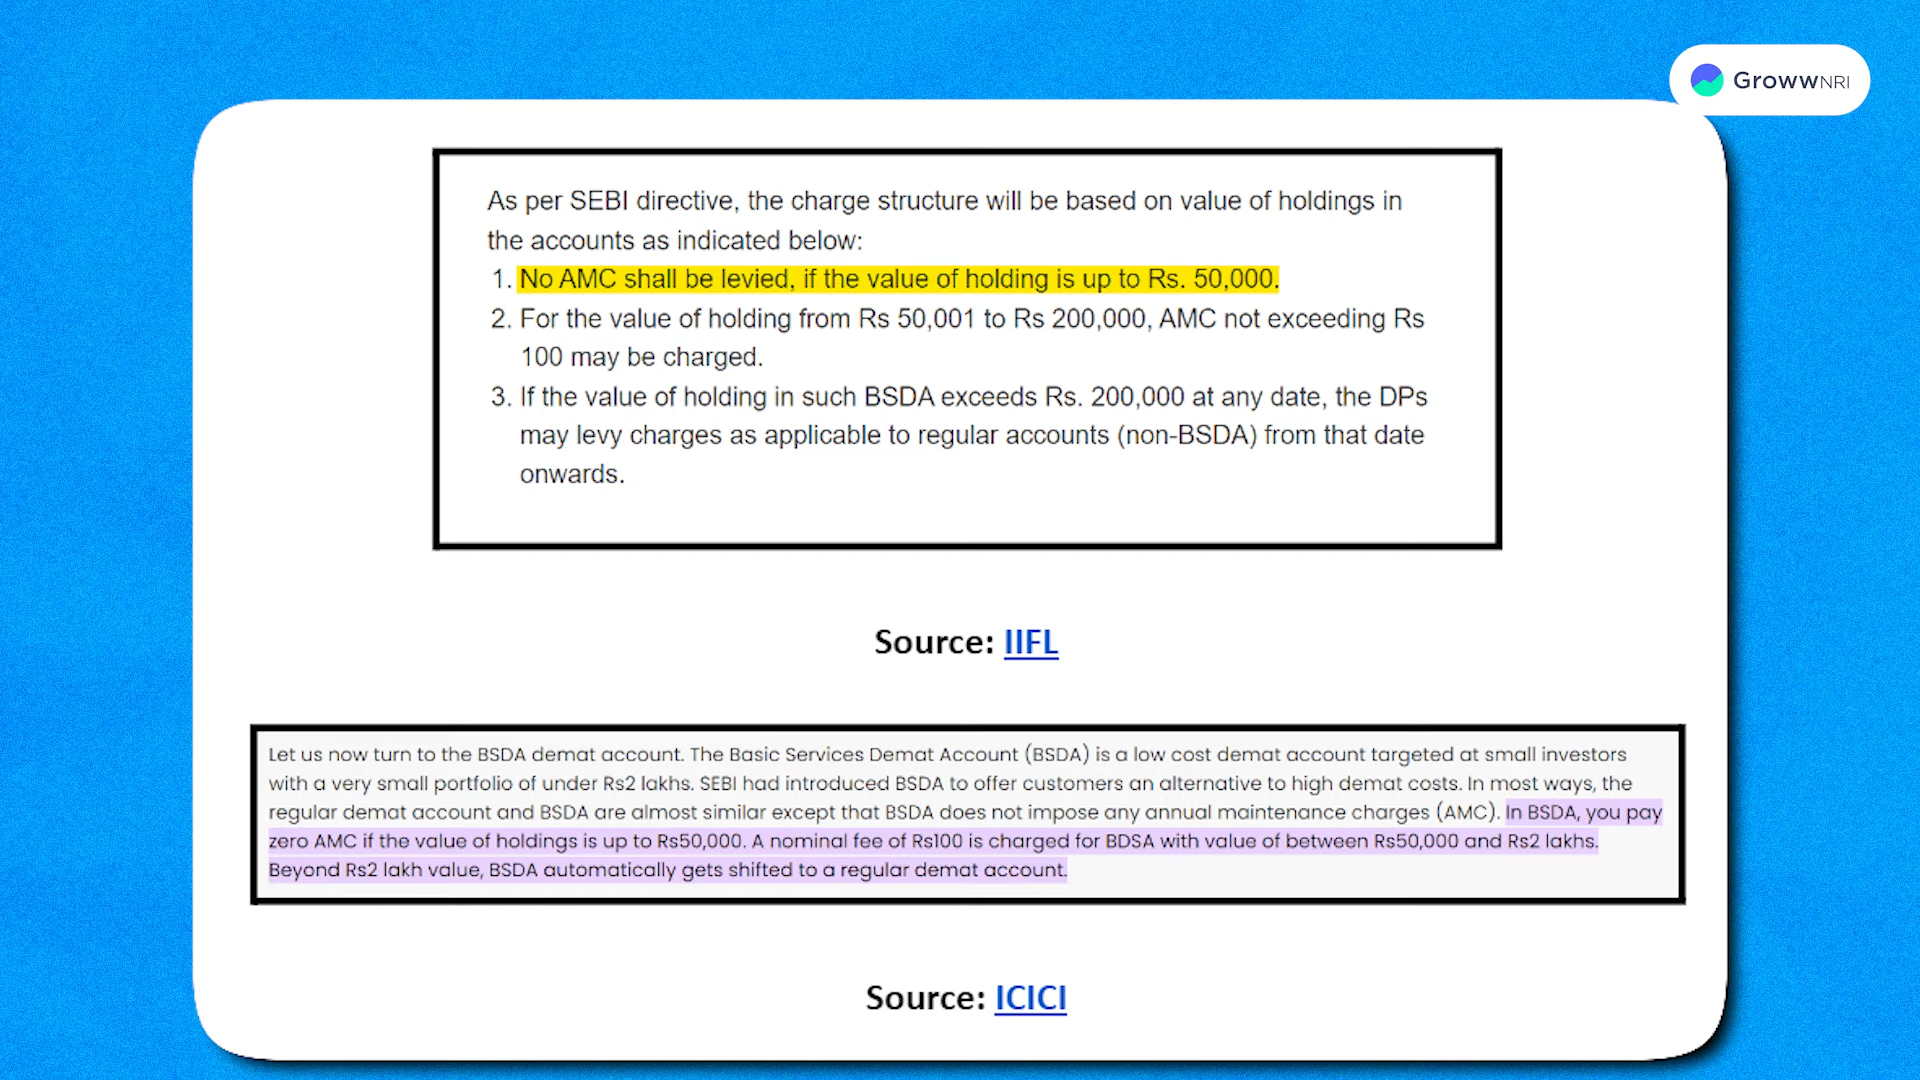 GrowwNRI
As per SEBI directive, the charge structure will be based on value of holdings in
the accounts as indicated below:
1. No AMC shall be levied, if the value of holding is up to Rs. 50,000.
2. For the value of holding from Rs 50,001 to Rs 200,000, AMC not exceeding Rs
100 may be charged.
3. If the value of holding in such BSDA exceeds Rs. 200,000 at any date, the DPs
may levy charges as applicable to regular accounts (non-BSDA) from that date
onwards.
Source: IIFL
Let us now turn to the BSDA demat account. The Basic Services Demat Account (BSDA) is a low cost demat account targeted at small investors
with a very small portfolio of under Rs2 lakhs. SEBI had introduced BSDA to offer customers an alternative to high demat costs. In most ways, the
regular demat account and BSDA are almost similar except that BSDA does not impose any annual maintenance charges (AMC). In BSDA, you pay
zero AMC if the value of holdings is up to Rs50,000. A nominal fee of Rs100 is charged for BDSA with value of between Rs50,000 and Rs2 lakhs.
Beyond Rs2 lakh value, BSDA automatically gets shifted to a regular demat account.
Source: ICICI